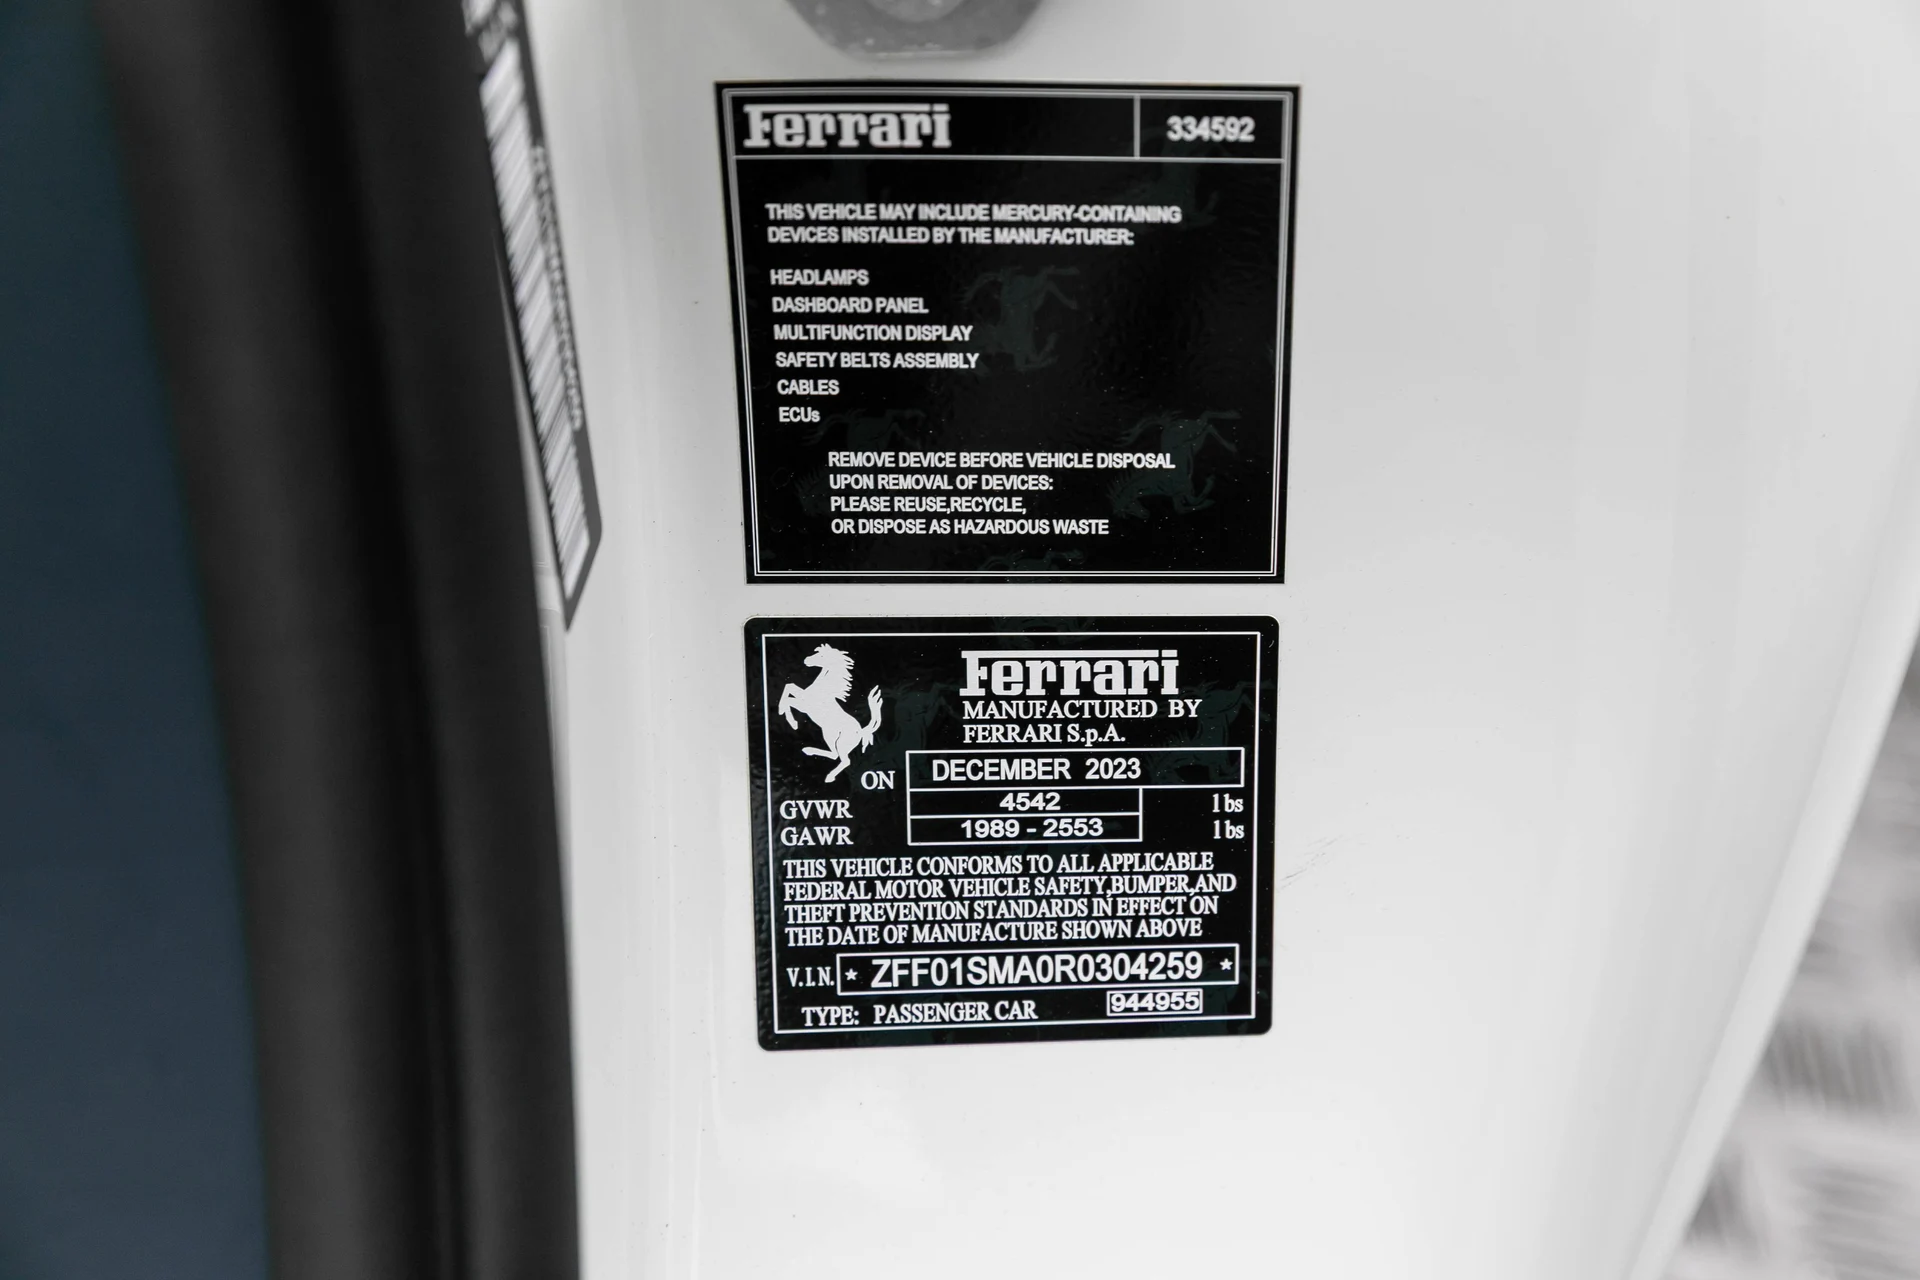 Ferrari 334592
THIS VEHICLE MAY INCLUDE MERCURY-CONTAINING
DEVICES INSTALLED BY THE MANUFACTURER:
HEADLAMPS
DASHBOARD PANEL
MULTIFUNCTION DISPLAY
SAFETY BELTS ASSEMBLY
CABLES
ECUs
REMOVE DEVICE BEFORE VEHICLE DISPOSAL
UPON REMOVAL OF DEVICES:
PLEASE REUSE,RECYCLE,
OR DISPOSE AS HAZARDOUS WASTE
Ferrari
MANUFACTURED BY
FERRARI S.p.A.
ON DECEMBER 2023
GVWR 4542 lbs
GAWR 1989 - 2553 lbs
THIS VEHICLE CONFORMS TO ALL APPLICABLE
FEDERAL MOTOR VEHICLE SAFETY,BUMPER,AND
THEFT PREVENTION STANDARDS IN EFFECT ON
THE DATE OF MANUFACTURE SHOWN ABOVE
V.I.N. * ZFF01SMA0R0304259 *
TYPE: PASSENGER CAR 944955